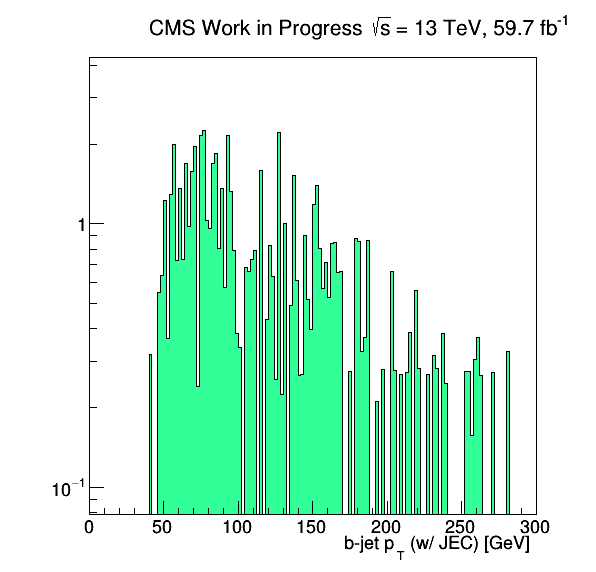 CMS Work in Progress √s = 13 TeV, 59.7 fb⁻¹
1
10⁻¹
0 50 100 150 200 250 300
b-jet p_T (w/ JEC) [GeV]